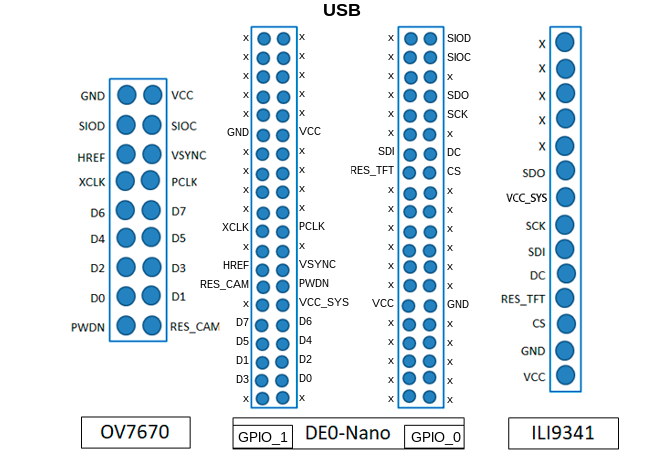 USB
GND VCC
SIOD SIOC
HREF VSYNC
XCLK PCLK
D6 D7
D4 D5
D2 D3
D0 D1
PWDN RES_CAM
OV7670
x x
x x
x x
x x
x x
GND VCC
x x
x x
x x
x x
XCLK PCLK
x x
HREF VSYNC
RES_CAM PWDN
x VCC_SYS
D7 D6
D5 D4
D1 D2
D3 D0
x x
x SIOD
x SIOC
x x
x SDO
x SCK
x x
SDI DC
RES_TFT CS
x x
x x
x x
x x
x x
x x
VCC GND
x x
x x
x x
x x
x x
GPIO_1 DE0-Nano GPIO_0
X
X
X
X
X
SDO
VCC_SYS
SCK
SDI
DC
RES_TFT
CS
GND
VCC
ILI9341